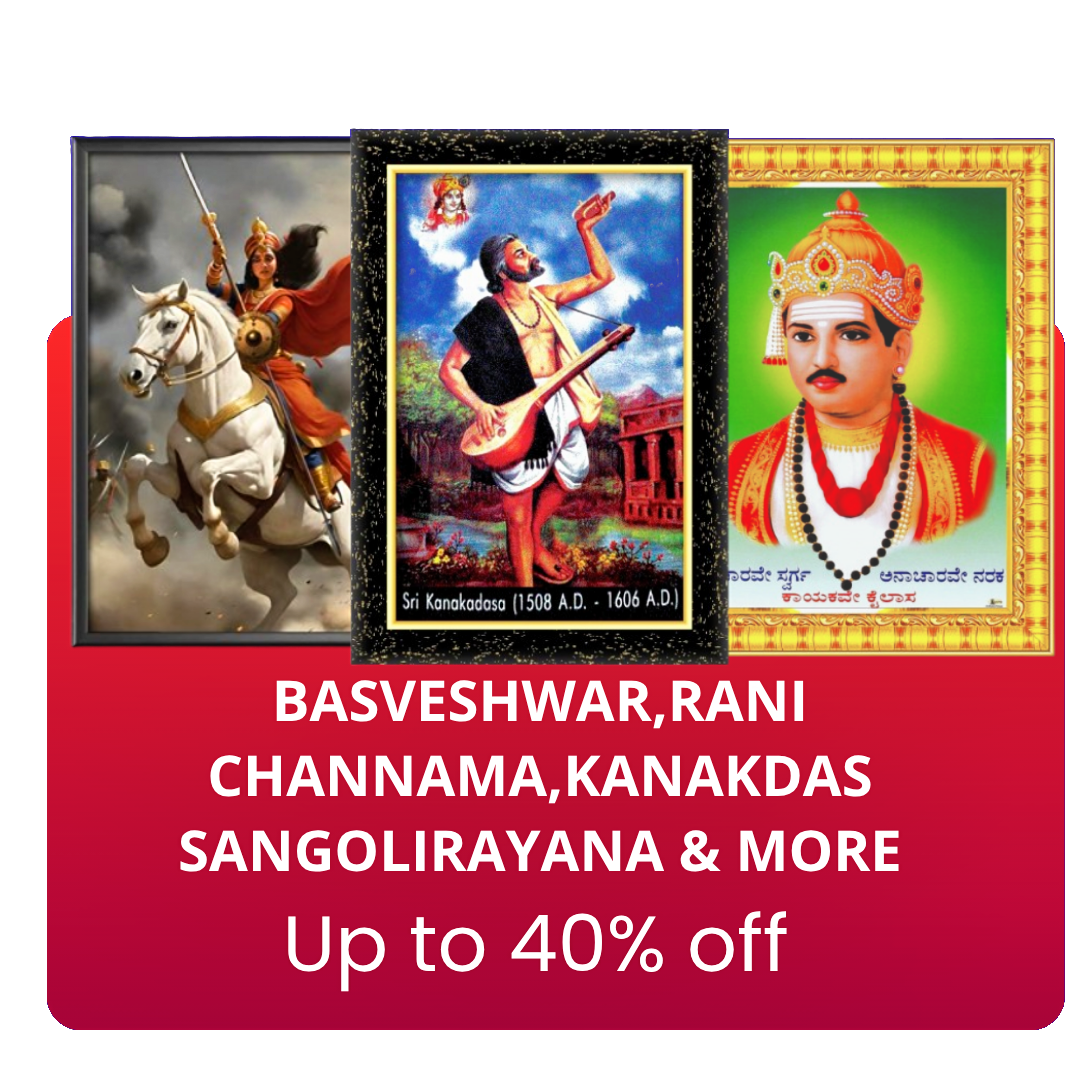 Sri Kanakadasa (1508 A.D. - 1606 A.D.)
ಾರವೇ ಸ್ವರ್ಗ ಅನಾಚಾರವೇ ನರಕ
ಕಾಯಕವೇ ಕೈಲಾಸ
BASVESHWAR,RANI
CHANNAMA,KANAKDAS
SANGOLIRAYANA & MORE
Up to 40% off